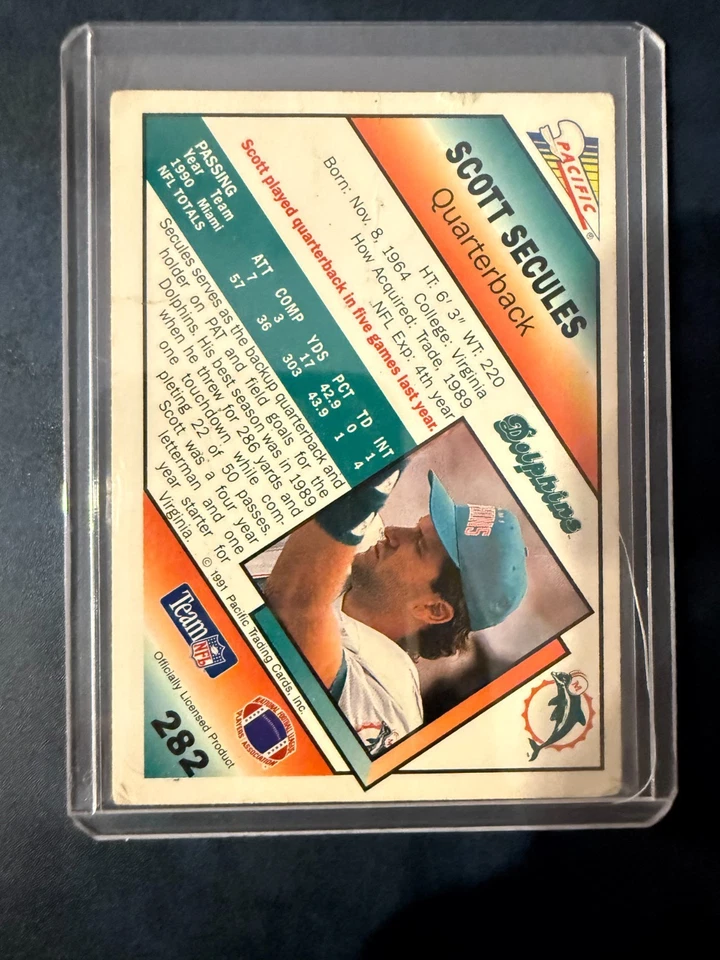 PACIFIC
®
SCOTT SECULES
Quarterback
HT: 6' 3" WT: 220
Born: Nov. 8, 1964 College: Virginia
How Acquired: Trade, 1989
NFL Exp: 4th year
Scott played quarterback in five games last year.
PASSING
Year Team ATT COMP YDS PCT TD INT
1990 Miami 7 3 17 42.9 0 1
NFL TOTALS 57 36 303 43.9 1 4
Secules serves as the backup quarterback and
holder on PAT and field goals for the
Dolphins. His best season was in 1989
when he threw for 286 yards and
one touchdown while com-
pleting 22 of 50 passes.
Scott was a four year
letterman and one
year starter for
Virginia.
Dolphins
M
© 1991 Pacific Trading Cards, Inc.
Team
NFL
NATIONAL FOOTBALL LEAGUE
PLAYERS ASSOCIATION
Officially Licensed Product
282